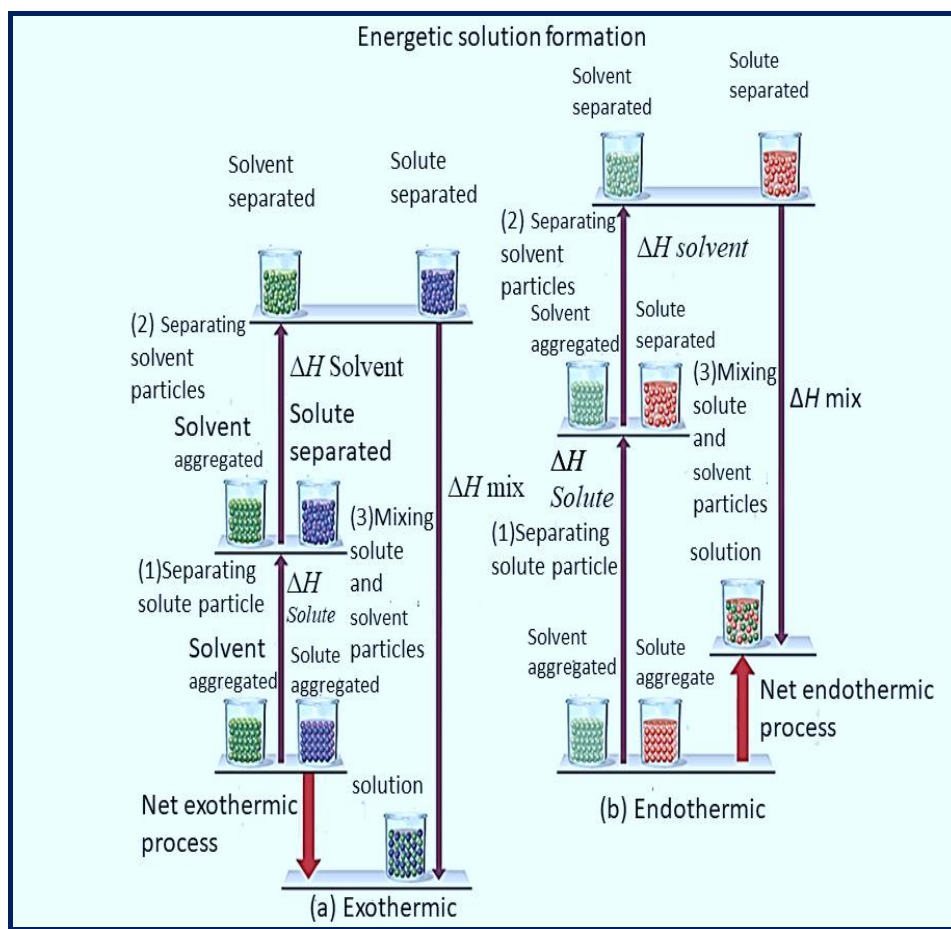 Energetic solution formation
Solvent
separated
Solute
separated
(2) Separating
solvent
particles
ΔH Solvent
Solvent
aggregated
Solute
separated
(1)Separating
solute particle
ΔH
Solute
(3)Mixing
solute
and
solvent
particles
ΔH mix
Solvent
aggregated
Solute
aggregated
Net exothermic
process
solution
(a) Exothermic
Solvent
separated
Solute
separated
(2) Separating
solvent
particles
ΔH solvent
Solvent
aggregated
Solute
separated
(3)Mixing
solute
and
solvent
particles
ΔH mix
ΔH
Solute
(1)Separating
solute particle
solution
Solvent
aggregated
Solute
aggregate
Net endothermic
process
(b) Endothermic